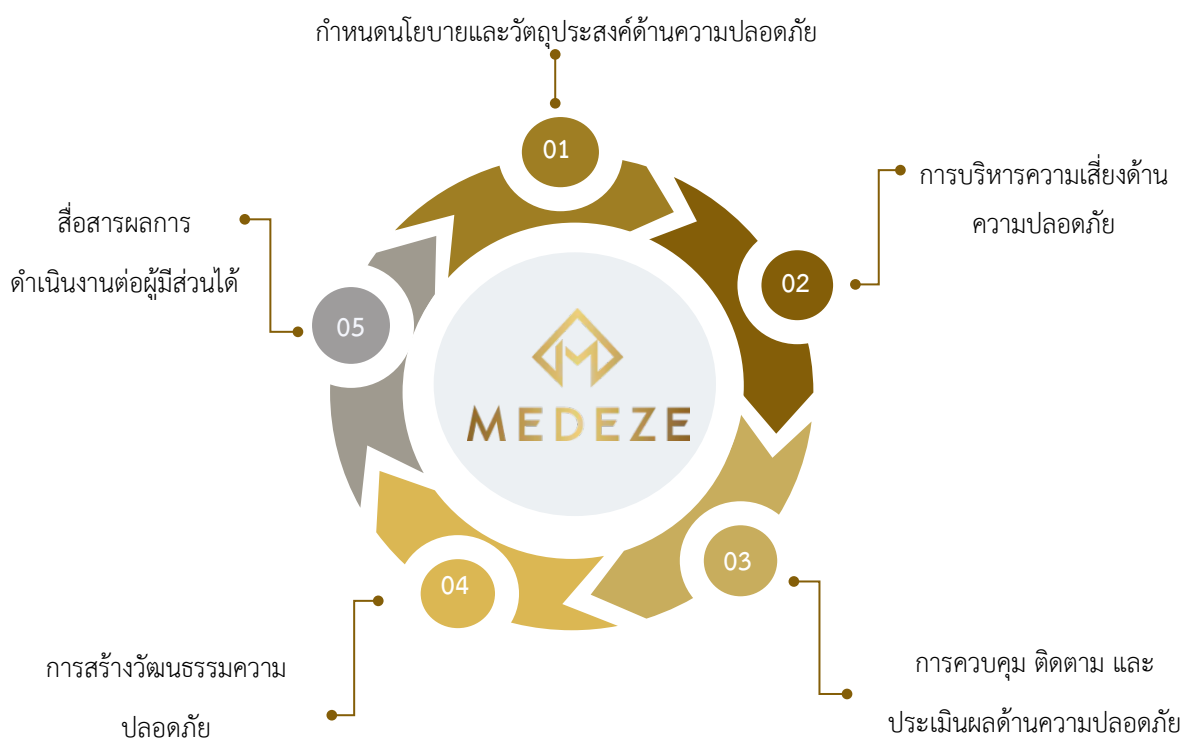 กำหนดนโยบายและวัตถุประสงค์ด้านความปลอดภัย
01
การบริหารความเสี่ยงด้าน
ความปลอดภัย
02
การควบคุม ติดตาม และ
ประเมินผลด้านความปลอดภัย
03
การสร้างวัฒนธรรมความ
ปลอดภัย
04
สื่อสารผลการ
ดำเนินงานต่อผู้มีส่วนได้
05
MEDEZE